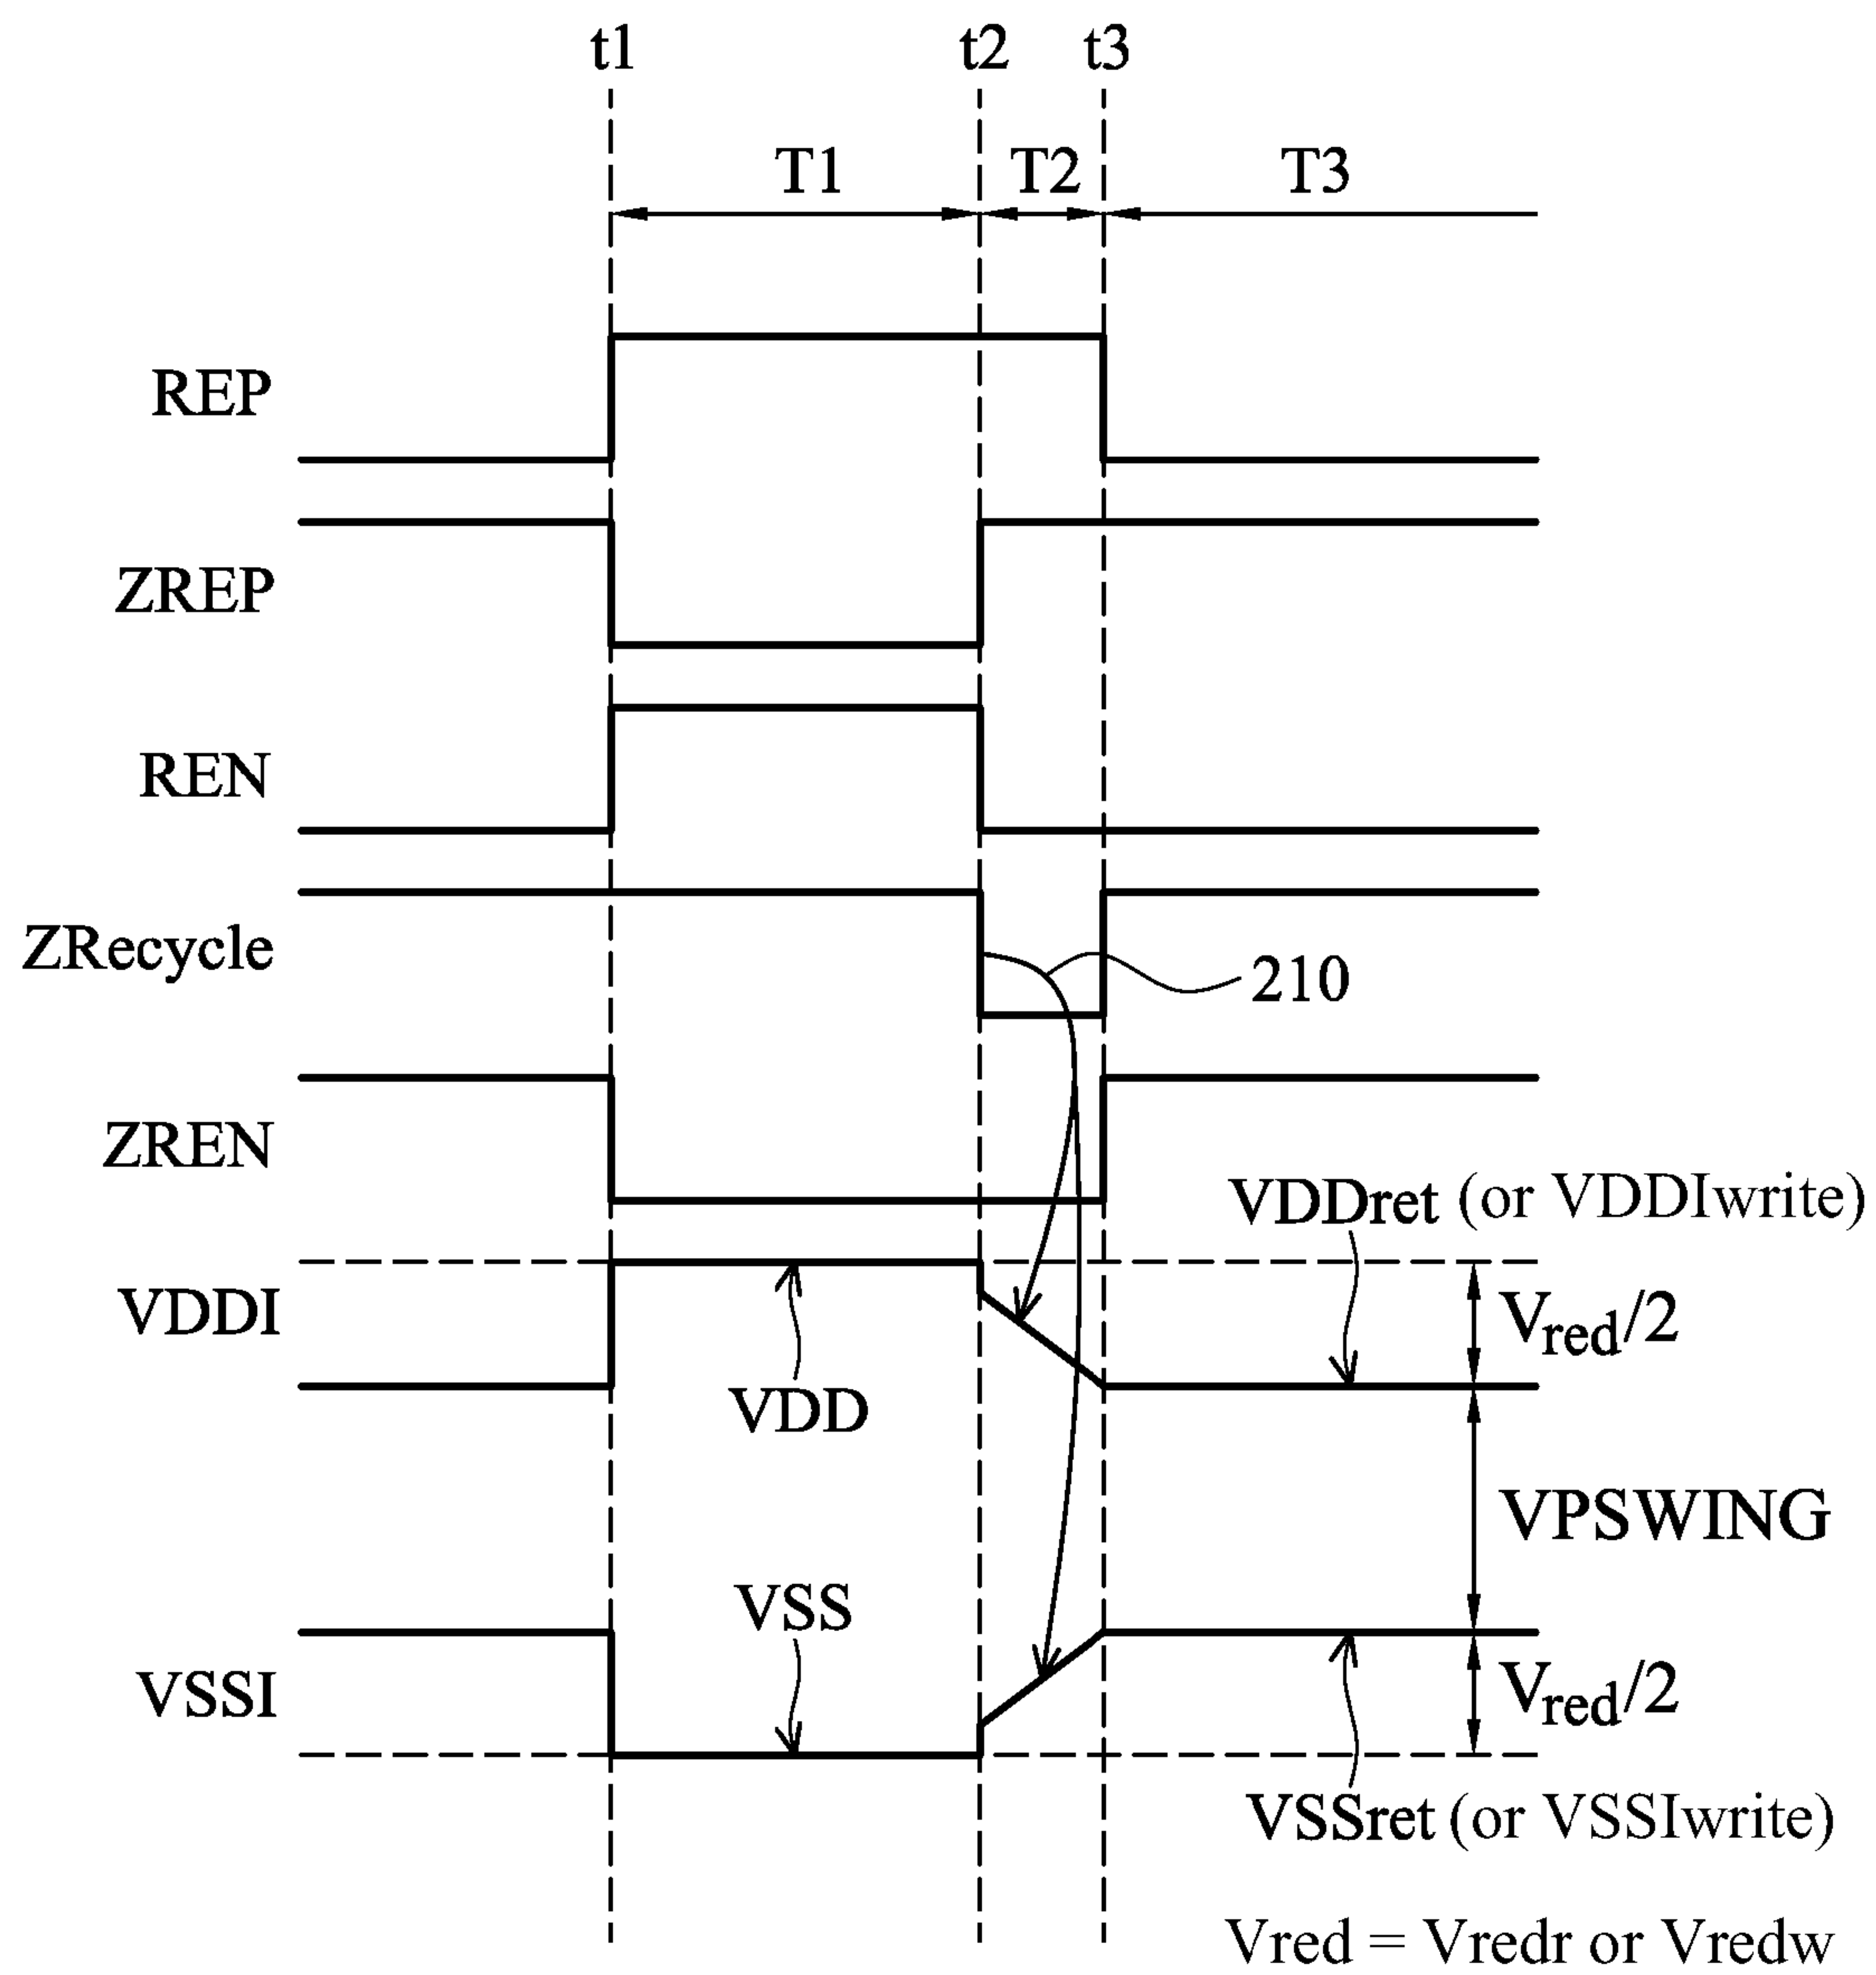 t1 t2 t3
T1 T2 T3
REP
ZREP
REN
ZRecycle
210
ZREN
VDDret (or VDDIwrite)
VDDI
Vred/2
VDD
VPSWING
VSS
VSSI
Vred/2
VSSret (or VSSIwrite)
Vred = Vredr or Vredw